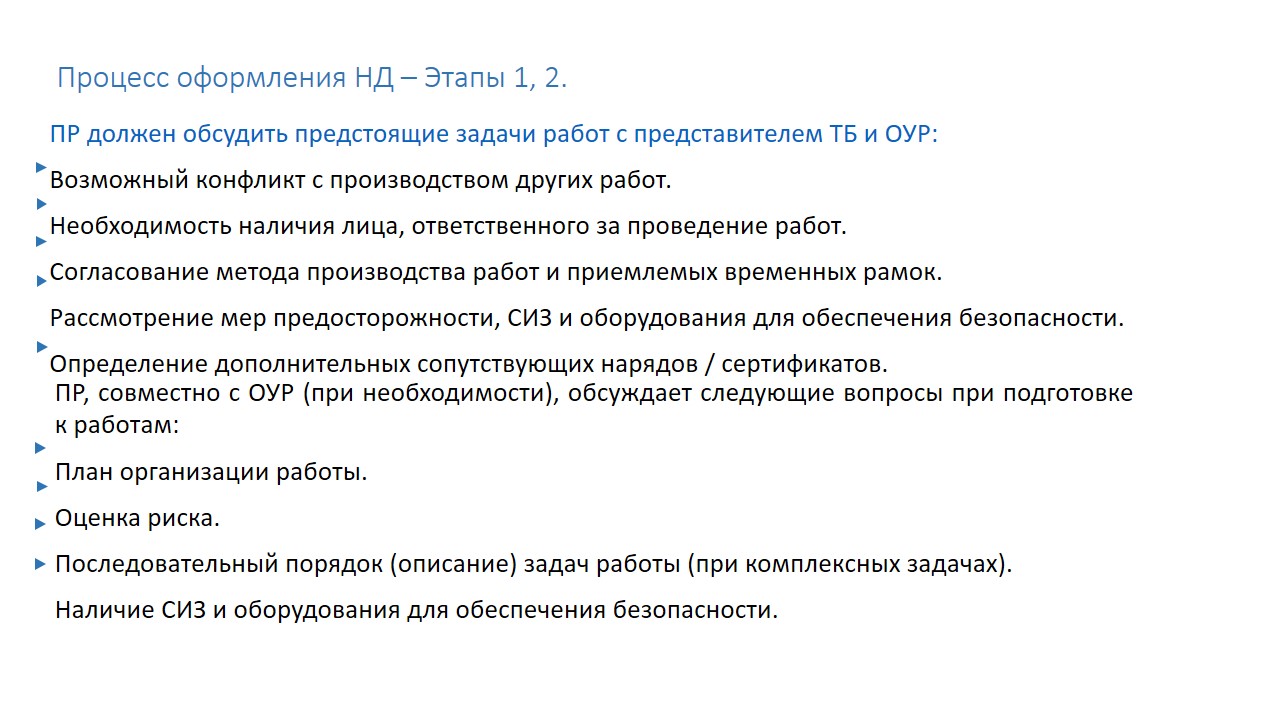 Процесс оформления НД – Этапы 1, 2.
ПР должен обсудить предстоящие задачи работ с представителем ТБ и ОУР:
Возможный конфликт с производством других работ.
Необходимость наличия лица, ответственного за проведение работ.
Согласование метода производства работ и приемлемых временных рамок.
Рассмотрение мер предосторожности, СИЗ и оборудования для обеспечения безопасности.
Определение дополнительных сопутствующих нарядов / сертификатов.
ПР, совместно с ОУР (при необходимости), обсуждает следующие вопросы при подготовке
к работам:
План организации работы.
Оценка риска.
Последовательный порядок (описание) задач работы (при комплексных задачах).
Наличие СИЗ и оборудования для обеспечения безопасности.